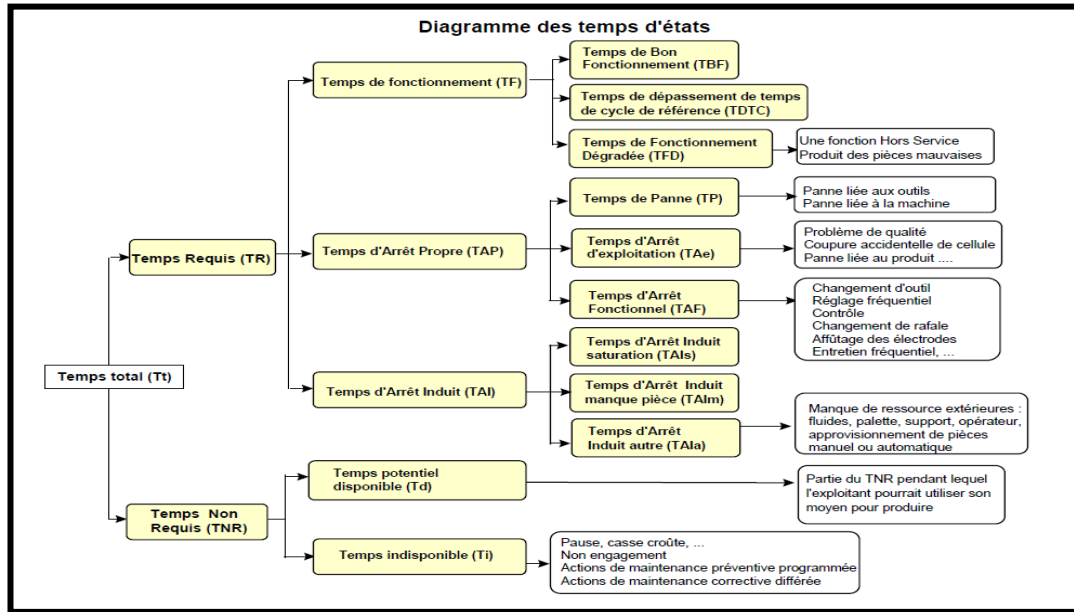 Diagramme des temps d'états
Temps de Bon
Fonctionnement (TBF)
Temps de fonctionnement (TF)
Temps de dépassement de temps
de cycle de référence (TDTC)
Temps de Fonctionnement
Dégradée (TFD)
Une fonction Hors Service
Produit des pièces mauvaises
Temps de Panne (TP)
Panne liée aux outils
Panne liée à la machine
Temps Requis (TR)
Temps d'Arrêt Propre (TAP)
Temps d'Arrêt
d'exploitation (TAe)
Problème de qualité
Coupure accidentelle de cellule
Panne liée au produit ....
Temps d'Arrêt
Fonctionnel (TAF)
Changement d'outil
Réglage fréquentiel
Contrôle
Changement de rafale
Affûtage des électrodes
Entretien fréquentiel, ...
Temps total (Tt)
Temps d'Arrêt Induit (TAI)
Temps d'Arrêt Induit
saturation (TAIs)
Temps d'Arrêt Induit
manque pièce (TAIm)
Temps d'Arrêt
Induit autre (TAIa)
Manque de ressource extérieures :
fluides, palette, support, opérateur,
approvisionnement de pièces
manuel ou automatique
Temps Non
Requis (TNR)
Temps potentiel
disponible (Td)
Partie du TNR pendant lequel
l'exploitant pourrait utiliser son
moyen pour produire
Temps indisponible (Ti)
Pause, casse croûte, ...
Non engagement
Actions de maintenance préventive programmée
Actions de maintenance corrective différée